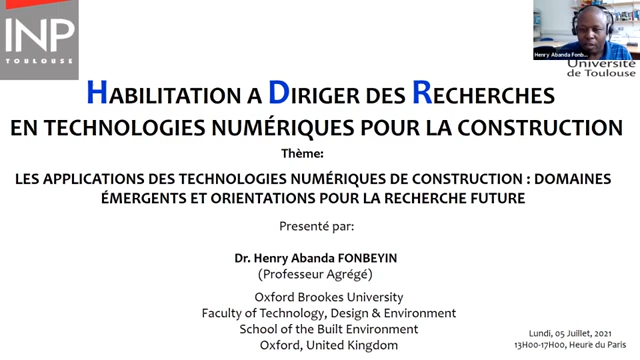 INP
TOULOUSE
Henry Abanda Fonb...
Université
de Toulouse
HABILITATION A DIRIGER DES RECHERCHES
EN TECHNOLOGIES NUMÉRIQUES POUR LA CONSTRUCTION
Thème:
LES APPLICATIONS DES TECHNOLOGIES NUMÉRIQUES DE CONSTRUCTION : DOMAINES
ÉMERGENTS ET ORIENTATIONS POUR LA RECHERCHE FUTURE
Presenté par:
Dr. Henry Abanda FONBEYIN
(Professeur Agrégé)
Oxford Brookes University
Faculty of Technology, Design & Environment
School of the Built Environment
Oxford, United Kingdom
Lundi, 05 Juillet, 2021
13H00-17H00, Heure du Paris